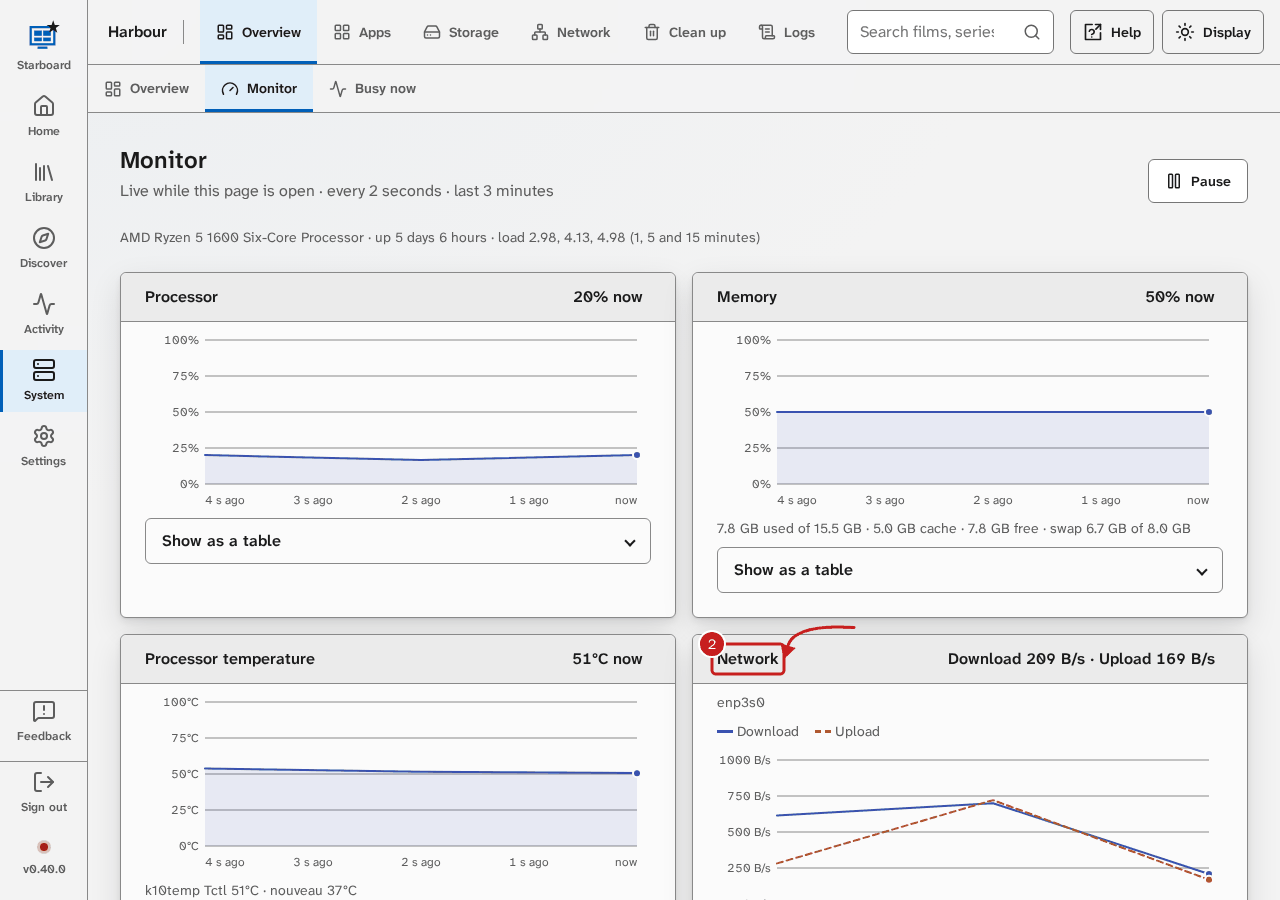 Starboard
Home
Library
Discover
Activity
System
Settings
Feedback
Sign out
v0.40.0
Harbour
Overview
Apps
Storage
Network
Clean up
Logs
Search films, series
Help
Display
Overview
Monitor
Busy now
Monitor
Live while this page is open · every 2 seconds · last 3 minutes
Pause
AMD Ryzen 5 1600 Six-Core Processor · up 5 days 6 hours · load 2.98, 4.13, 4.98 (1, 5 and 15 minutes)
Processor 20% now
100%
75%
50%
25%
0%
4 s ago 3 s ago 2 s ago 1 s ago now
Show as a table
Memory 50% now
100%
75%
50%
25%
0%
4 s ago 3 s ago 2 s ago 1 s ago now
7.8 GB used of 15.5 GB · 5.0 GB cache · 7.8 GB free · swap 6.7 GB of 8.0 GB
Show as a table
Processor temperature 51°C now
100°C
75°C
50°C
25°C
0°C
4 s ago 3 s ago 2 s ago 1 s ago now
k10temp Tctl 51°C · nouveau 37°C
2
Network Download 209 B/s · Upload 169 B/s
enp3s0
Download Upload
1000 B/s
750 B/s
500 B/s
250 B/s